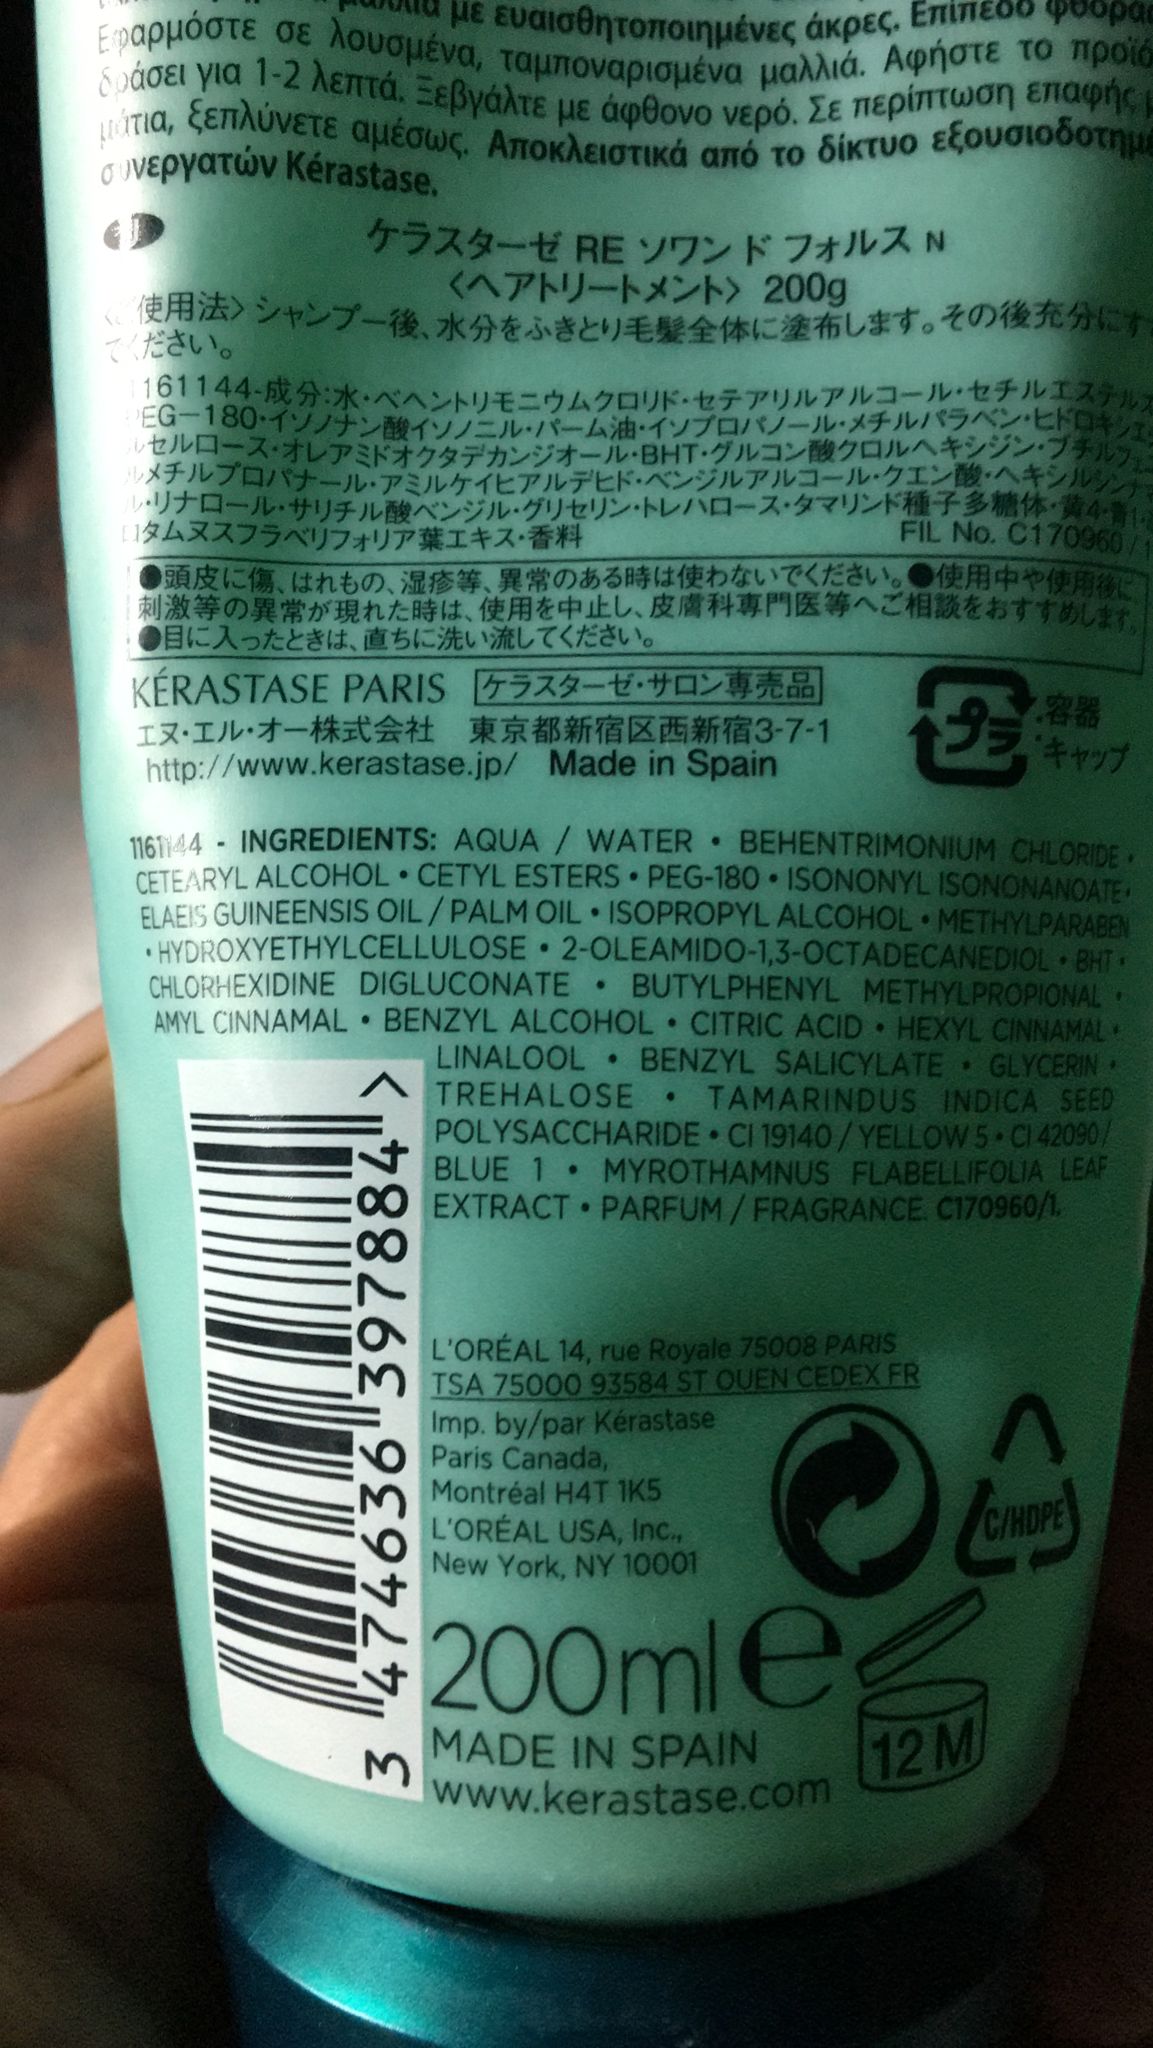 μαλλιά με ευαισθητοποιημένες άκρες. Επίπεδο
Εφαρμόστε σε λουσμένα, ταμποναρισμένα μαλλιά. Αφήστε το
δράσει για 1-2 λεπτά. Ξεβγάλτε με άφθονο νερό. Σε περίπτωση επαφής
μάτια, ξεπλύνετε αμέσως. Αποκλειστικά από το δίκτυο
συνεργατών Kérastase.
ケラスターゼ RE ソワン ド フォルス N
〈ヘアトリートメント〉 200g
使用法〉シャンプー後、水分をふきとり毛髪全体に塗布します。その後充分にす
でください。
1161144-成分:水・ベヘントリモニウムクロリド・セテアリルアルコール・セチルエステル
PEG-180・イソノナン酸イソノニル・パーム油・イソプロパノール・メチルパラベン・ヒドロキシエ
ルセルロース・オレアミドオクタデカンジオール・BHT・グルコン酸クロルヘキシジン・ブチルフェ
ルメチルプロパナール・アミルケイヒアルデヒド・ベンジルアルコール・クエン酸・ヘキシルシンナ
ル・リナロール・サリチル酸ベンジル・グリセリン・トレハロース・タマリンド種子多糖体・黄4・青1・
ロタムヌスフラベリフォリア葉エキス・香料 FIL No. C170960/1
●頭皮に傷、はれもの、湿疹等、異常のある時は使わないでください。●使用中や使用後に
刺激等の異常が現れた時は、使用を中止し、皮膚科専門医等へご相談をおすすめします。
●目に入ったときは、直ちに洗い流してください。
KÉRASTASE PARIS ケラスターゼ・サロン専売品
エヌ・エル・オー株式会社 東京都新宿区西新宿3-7-1
http://www.kerastase.jp/ Made in Spain
プラ
容器
キャップ
1161144 - INGREDIENTS: AQUA / WATER • BEHENTRIMONIUM CHLORIDE •
CETEARYL ALCOHOL • CETYL ESTERS • PEG-180 • ISONONYL ISONONANOATE •
ELAEIS GUINEENSIS OIL / PALM OIL • ISOPROPYL ALCOHOL • METHYLPARABEN
• HYDROXYETHYLCELLULOSE • 2-OLEAMIDO-1,3-OCTADECANEDIOL • BHT •
CHLORHEXIDINE DIGLUCONATE • BUTYLPHENYL METHYLPROPIONAL •
AMYL CINNAMAL • BENZYL ALCOHOL • CITRIC ACID • HEXYL CINNAMAL •
LINALOOL • BENZYL SALICYLATE • GLYCERIN •
TREHALOSE • TAMARINDUS INDICA SEED
POLYSACCHARIDE • CI 19140 / YELLOW 5 • CI 42090 /
BLUE 1 • MYROTHAMNUS FLABELLIFOLIA LEAF
EXTRACT • PARFUM / FRAGRANCE. C170960/1.
3 474636 397884 >
L'ORÉAL 14, rue Royale 75008 PARIS
TSA 75000 93584 ST OUEN CEDEX FR
Imp. by/par Kérastase
Paris Canada,
Montréal H4T 1K5
L'ORÉAL USA, Inc.,
New York, NY 10001
C/HDPE
200ml e
12 M
MADE IN SPAIN
www.kerastase.com